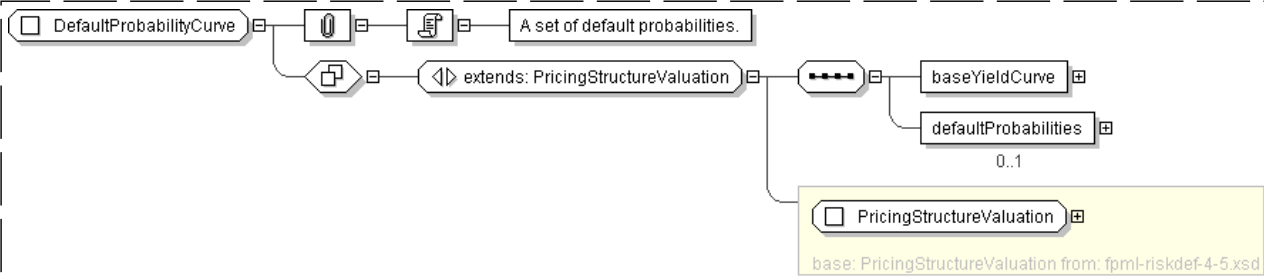 DefaultProbabilityCurve
A set of default probabilities.
extends: PricingStructureValuation
baseYieldCurve
defaultProbabilities
0..1
PricingStructureValuation
base: PricingStructureValuation from: fpml-riskdef-4-5.xsd